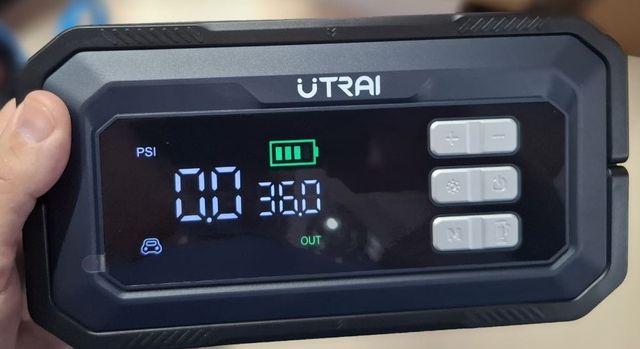 UTRAI
PSI
+ -
0.0 36.0
M
OUT